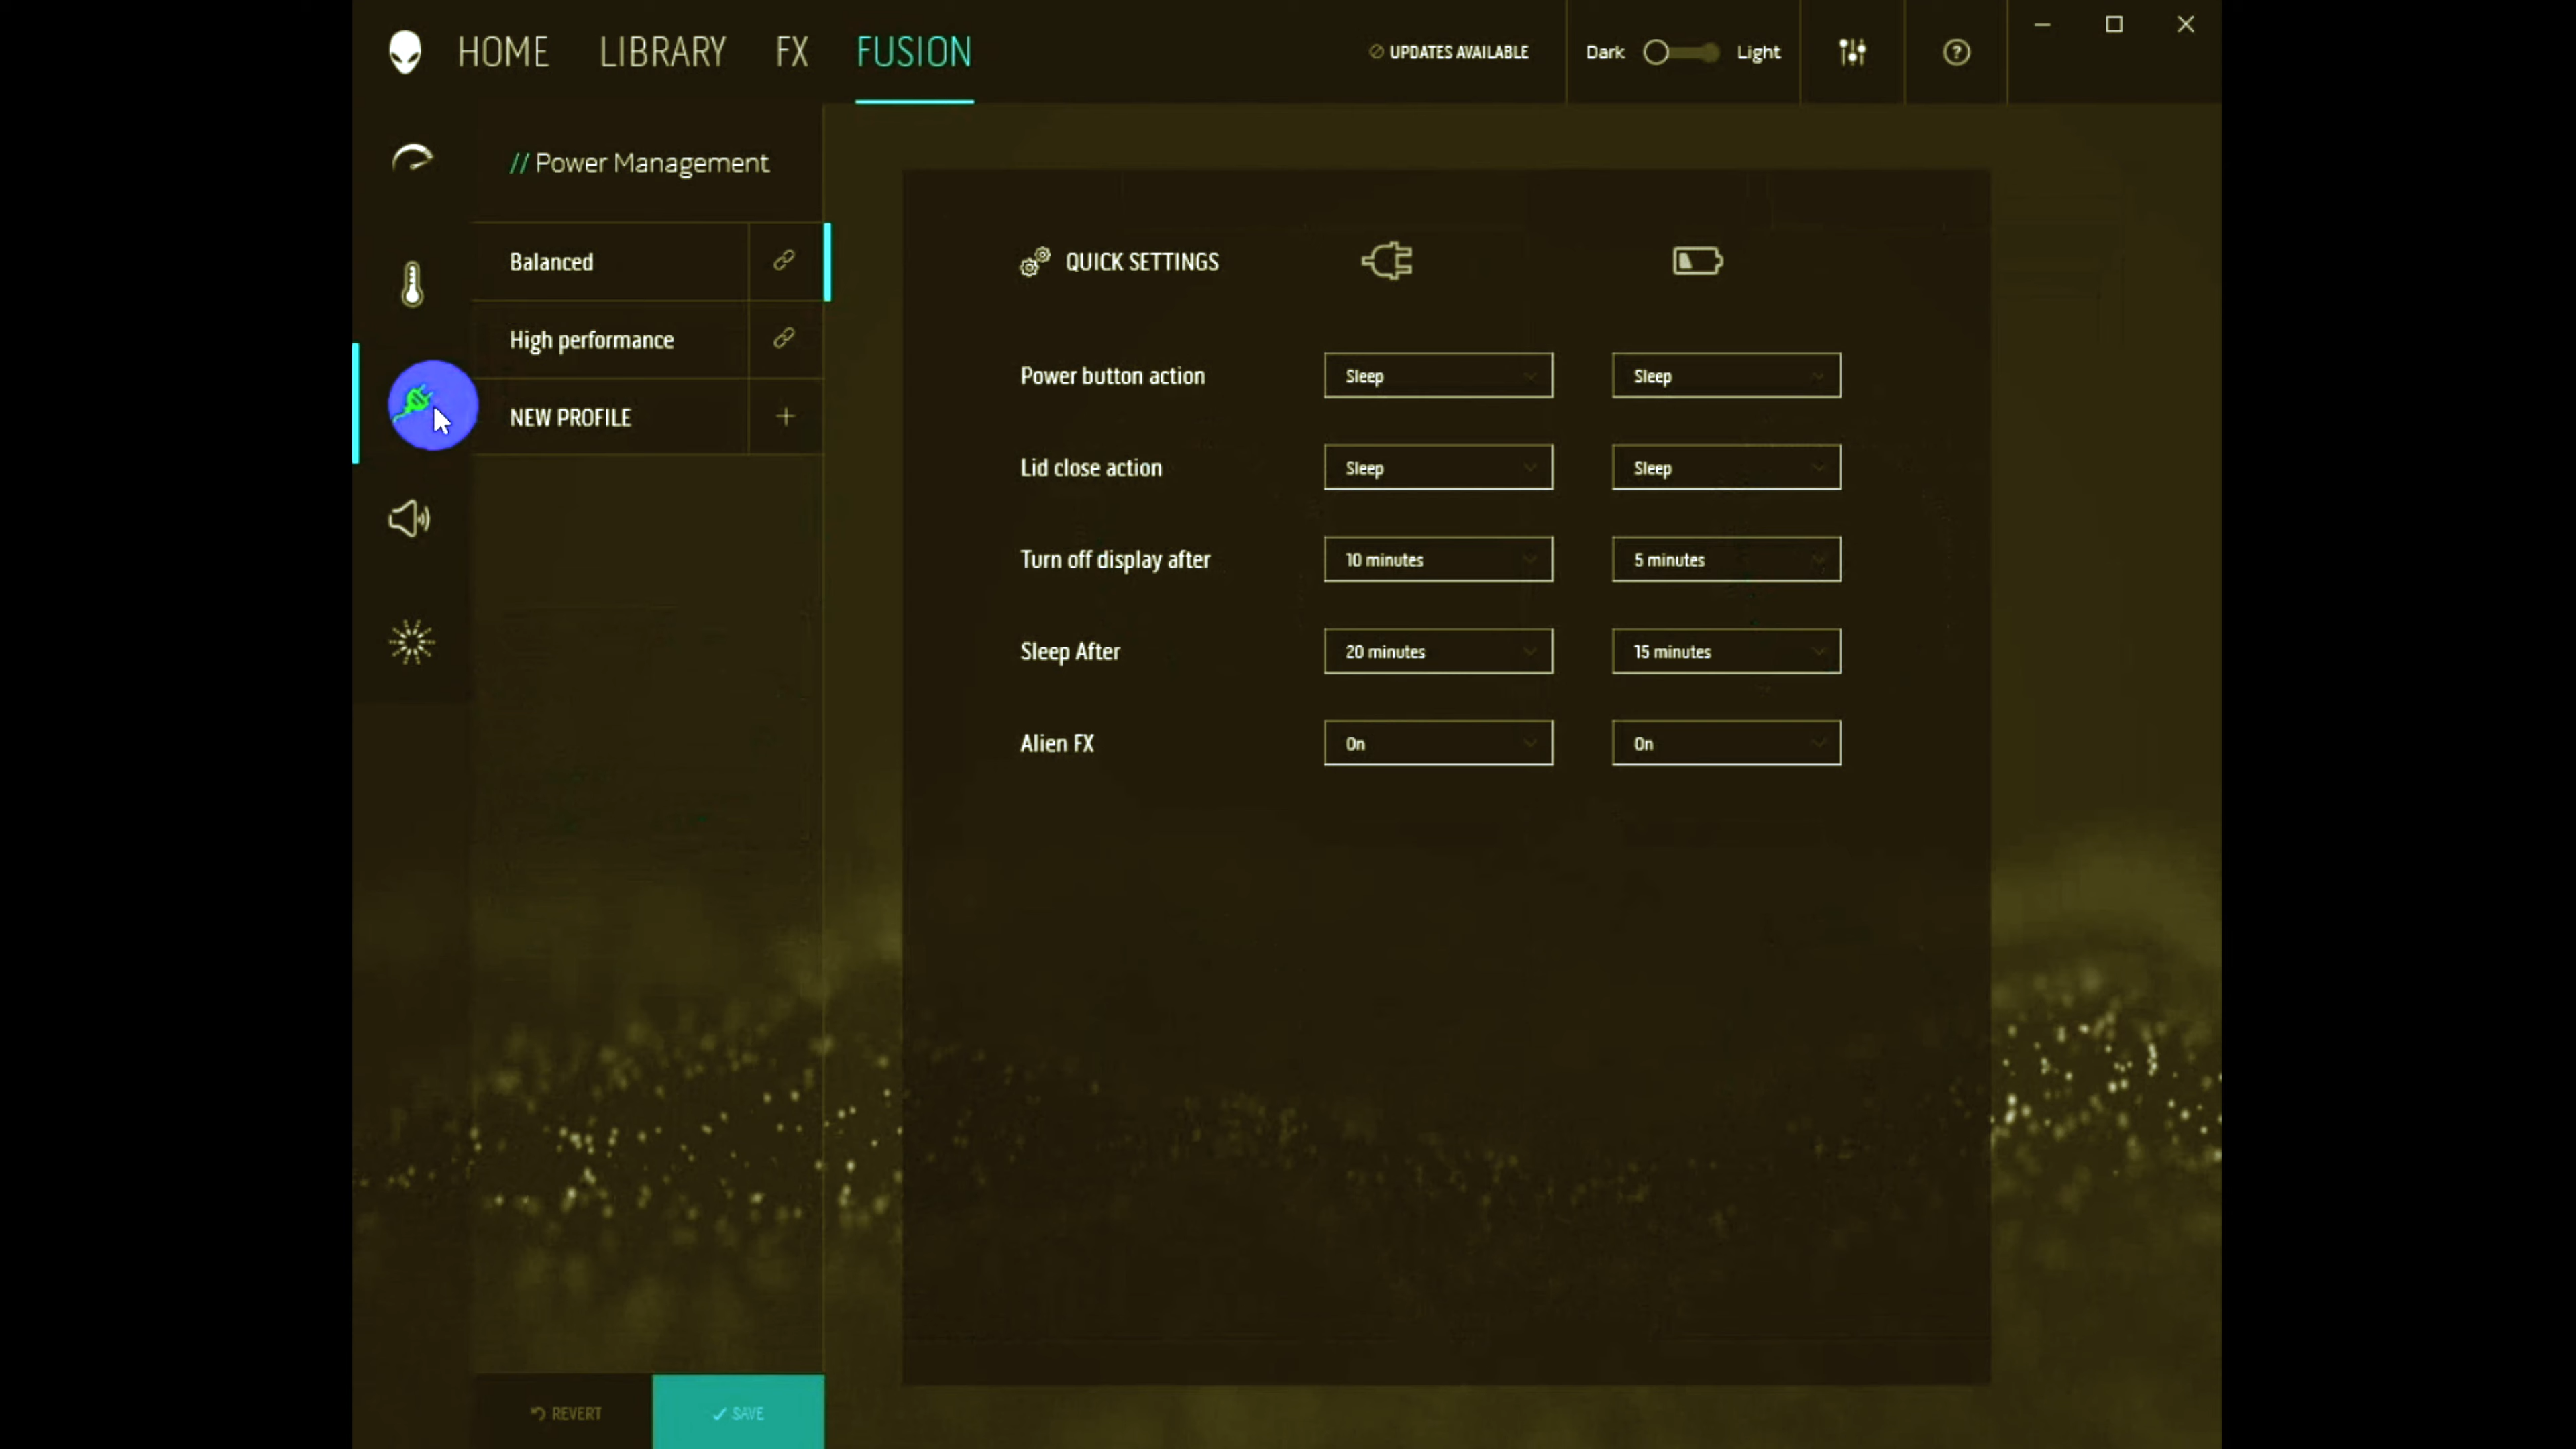 HOME LIBRARY FX FUSION UPDATES AVAILABLE Dark Light
// Power Management
Balanced
High performance
NEW PROFILE
QUICK SETTINGS
Power button action Sleep Sleep
Lid close action Sleep Sleep
Turn off display after 10 minutes 5 minutes
Sleep After 20 minutes 15 minutes
Alien FX On On
REVERT SAVE